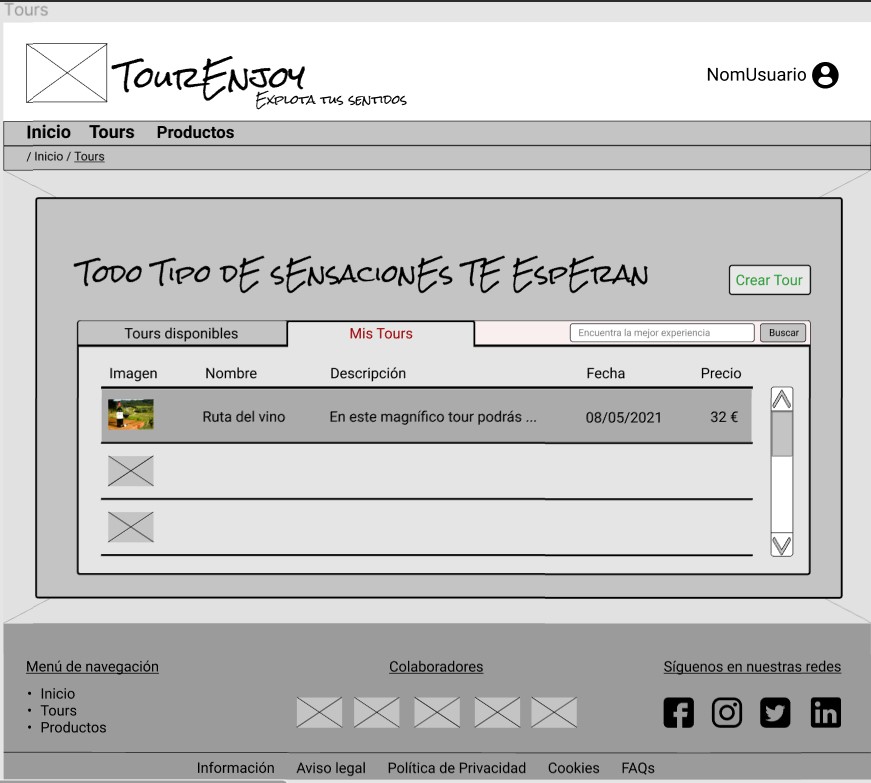 Tours
TourEnjoy
Explota tus sentidos
NomUsuario
Inicio Tours Productos
/ Inicio / Tours
Todo Tipo de sensaciones te esperan
Crear Tour
Tours disponibles Mis Tours Encuentra la mejor experiencia Buscar
Imagen Nombre Descripción Fecha Precio
Ruta del vino En este magnífico tour podrás ... 08/05/2021 32 €
Menú de navegación Colaboradores Síguenos en nuestras redes
• Inicio
• Tours
• Productos
Información Aviso legal Política de Privacidad Cookies FAQs